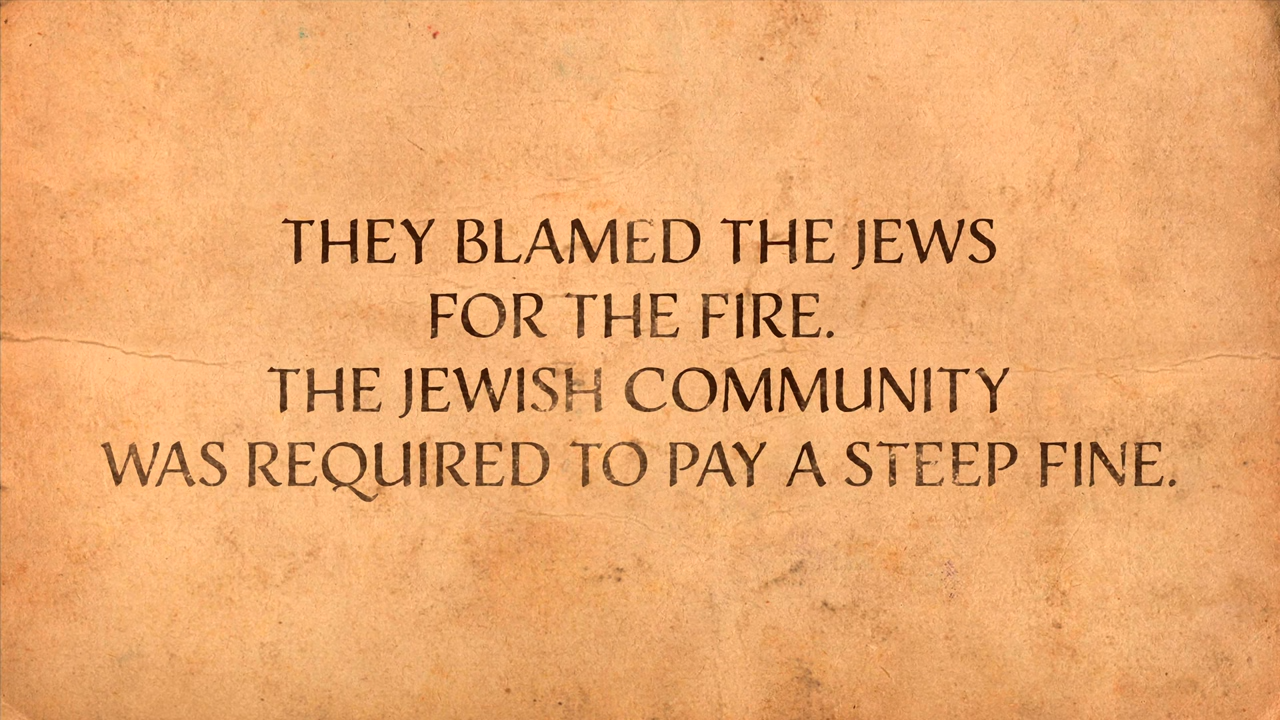 THEY BLAMED THE JEWS
FOR THE FIRE.
THE JEWISH COMMUNITY
WAS REQUIRED TO PAY A STEEP FINE.